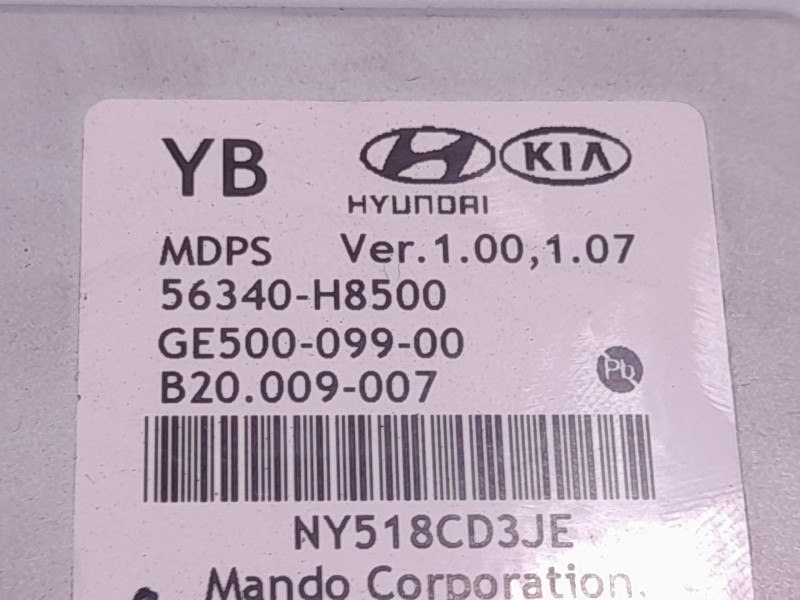 YB
HYUNDAI
KIA
MDPS Ver.1.00,1.07
56340-H8500
GE500-099-00
Pb
B20.009-007
NY518CD3JE
Mando Corporation.